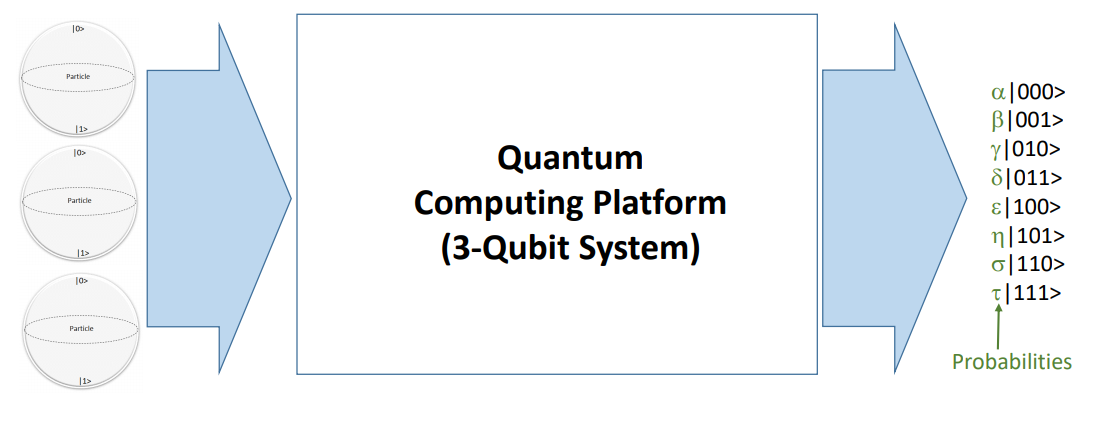 |0>
Particle
|1>
|0>
Particle
|1>
|0>
Particle
|1>
Quantum
Computing Platform
(3-Qubit System)
α|000>
β|001>
γ|010>
δ|011>
ε|100>
η|101>
σ|110>
τ|111>
Probabilities